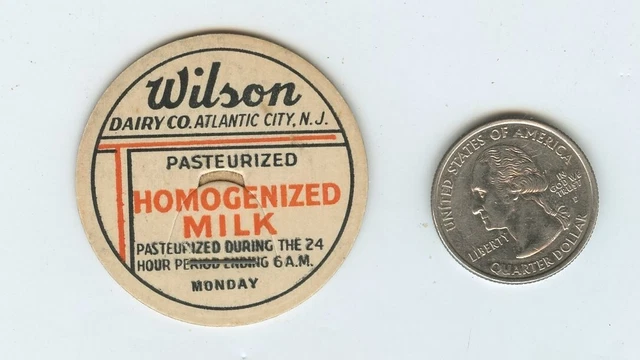 Wilson
DAIRY CO. ATLANTIC CITY, N.J.
PASTEURIZED
HOMOGENIZED
MILK
PASTEURIZED DURING THE 24
HOUR PERIOD ENDING 6 A.M.
MONDAY
UNITED STATES OF AMERICA
IN
GOD WE
TRUST
P
LIBERTY
QUARTER DOLLAR